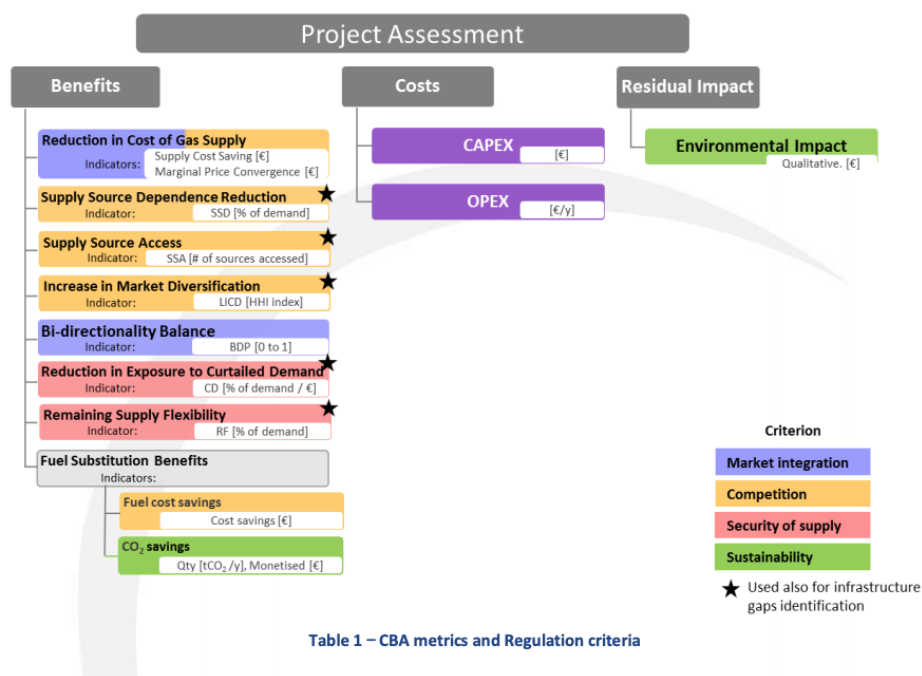 Project Assessment
Benefits
Costs
Residual Impact
Reduction in Cost of Gas Supply
Indicators:
Supply Cost Saving [€]
Marginal Price Convergence [€]
Supply Source Dependence Reduction
Indicator:
SSD [% of demand]
Supply Source Access
Indicator:
SSA [# of sources accessed]
Increase in Market Diversification
Indicator:
LICD [HHI index]
Bi-directionality Balance
Indicator:
BDP [0 to 1]
Reduction in Exposure to Curtailed Demand
Indicator:
CD [% of demand / €]
Remaining Supply Flexibility
Indicator:
RF [% of demand]
Fuel Substitution Benefits
Indicators:
Fuel cost savings
Cost savings [€]
CO₂ savings
Qty [tCO₂ /y], Monetised [€]
CAPEX
[€]
OPEX
[€/y]
Environmental Impact
Qualitative. [€]
Criterion
Market integration
Competition
Security of supply
Sustainability
Used also for infrastructure
gaps identification
Table 1 – CBA metrics and Regulation criteria